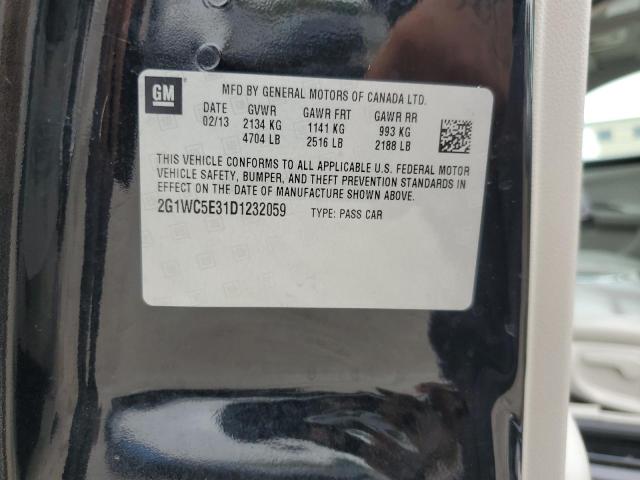 GM
MFD BY GENERAL MOTORS OF CANADA LTD.
DATE GVWR GAWR FRT GAWR RR
02/13 2134 KG 1141 KG 993 KG
4704 LB 2516 LB 2188 LB
THIS VEHICLE CONFORMS TO ALL APPLICABLE U.S. FEDERAL MOTOR
VEHICLE SAFETY, BUMPER, AND THEFT PREVENTION STANDARDS IN
EFFECT ON THE DATE OF MANUFACTURE SHOWN ABOVE.
2G1WC5E31D1232059 TYPE: PASS CAR